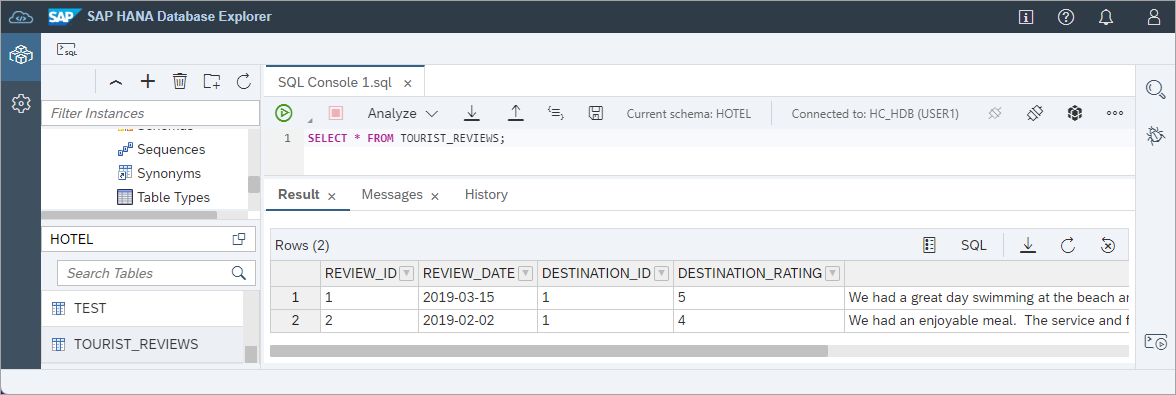 SAP SAP HANA Database Explorer
SQL
SQL Console 1.sql
Filter Instances
Analyze Current schema: HOTEL Connected to: HC_HDB (USER1)
1 SELECT * FROM TOURIST_REVIEWS;
Schemas
Sequences
Synonyms
Table Types
Result Messages History
HOTEL
Rows (2) SQL
Search Tables
REVIEW_ID REVIEW_DATE DESTINATION_ID DESTINATION_RATING
1 1 2019-03-15 1 5 We had a great day swimming at the beach
2 2 2019-02-02 1 4 We had an enjoyable meal. The service and
TEST
TOURIST_REVIEWS